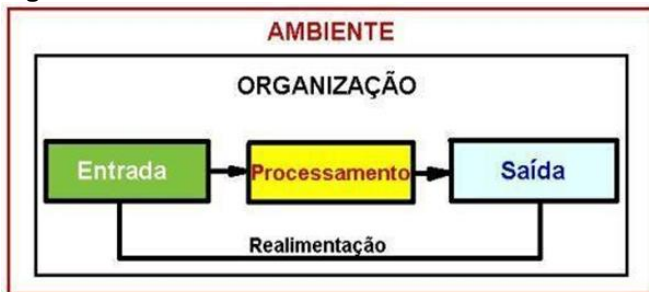 AMBIENTE
ORGANIZAÇÃO
Entrada
Processamento
Saída
Realimentação